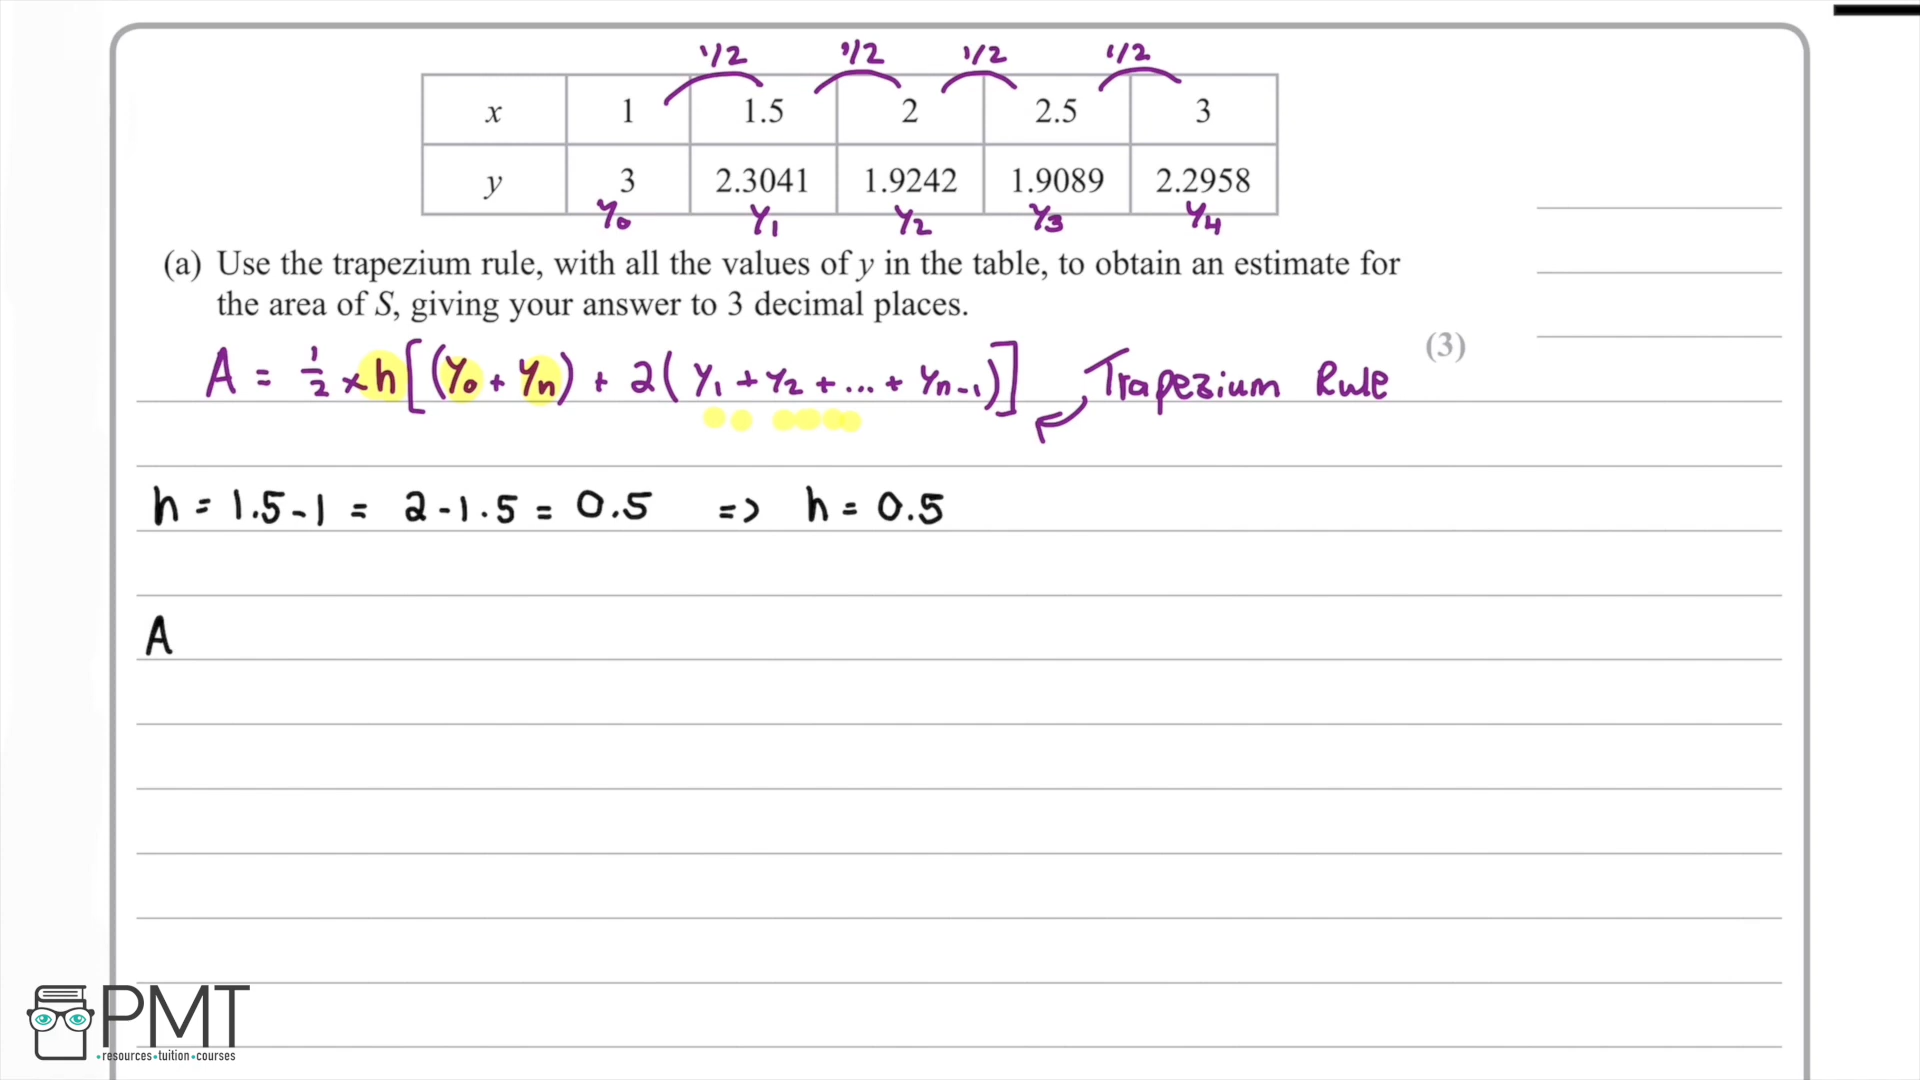 1/2 1/2 1/2 1/2
x 1 1.5 2 2.5 3
y 3 2.3041 1.9242 1.9089 2.2958
y₀ y₁ y₂ y₃ y₄
(a) Use the trapezium rule, with all the values of y in the table, to obtain an estimate for
the area of S, giving your answer to 3 decimal places.
(3)
A = ½ × h[(y₀ + yₙ) + 2(y₁ + y₂ + ... + yₙ₋₁)] Trapezium Rule
h = 1.5 - 1 = 2 - 1.5 = 0.5 => h = 0.5
A
PMT
•resources•tuition•courses